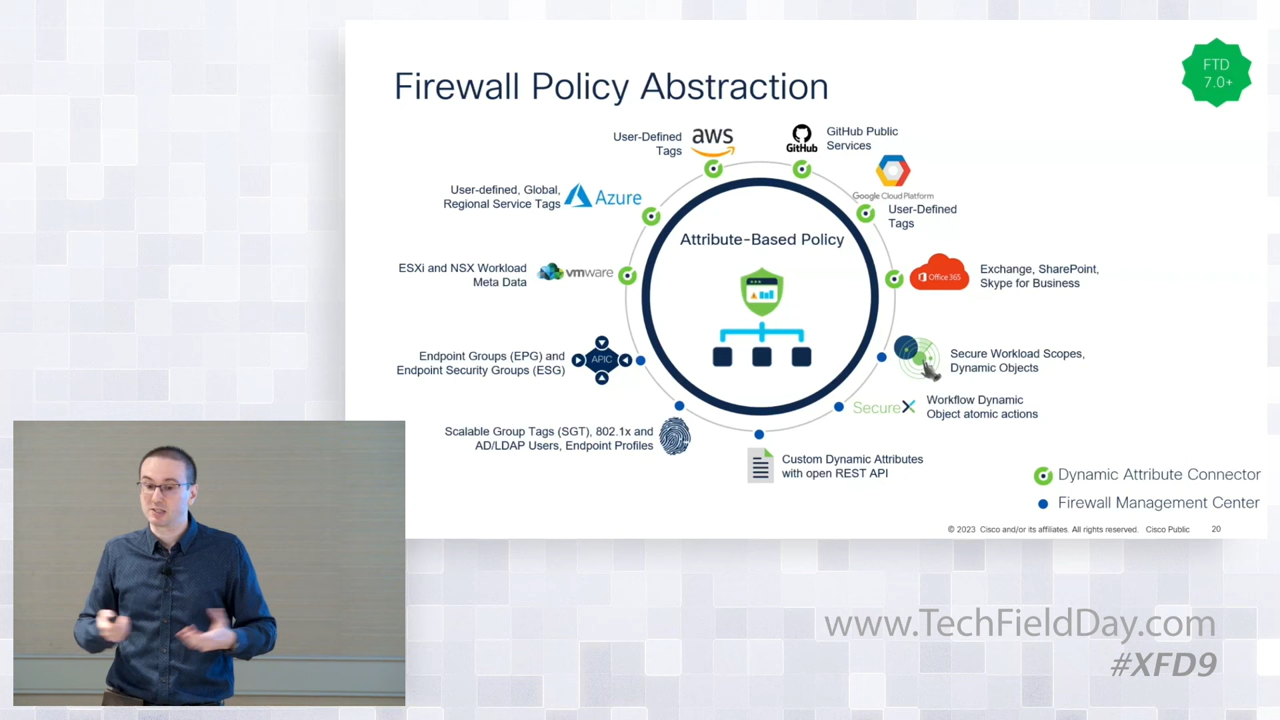 Firewall Policy Abstraction
FTD
7.0+
User-Defined
Tags
aws
GitHub
GitHub Public
Services
User-defined, Global,
Regional Service Tags
Azure
Google Cloud Platform
User-Defined
Tags
Attribute-Based Policy
ESXi and NSX Workload
Meta Data
vmware
Office 365
Exchange, SharePoint,
Skype for Business
Endpoint Groups (EPG) and
Endpoint Security Groups (ESG)
APIC
Secure Workload Scopes,
Dynamic Objects
SecureX
Workflow Dynamic
Object atomic actions
Scalable Group Tags (SGT), 802.1x and
AD/LDAP Users, Endpoint Profiles
Custom Dynamic Attributes
with open REST API
Dynamic Attribute Connector
Firewall Management Center
© 2023 Cisco and/or its affiliates. All rights reserved. Cisco Public 20
www.TechFieldDay.com
#XFD9